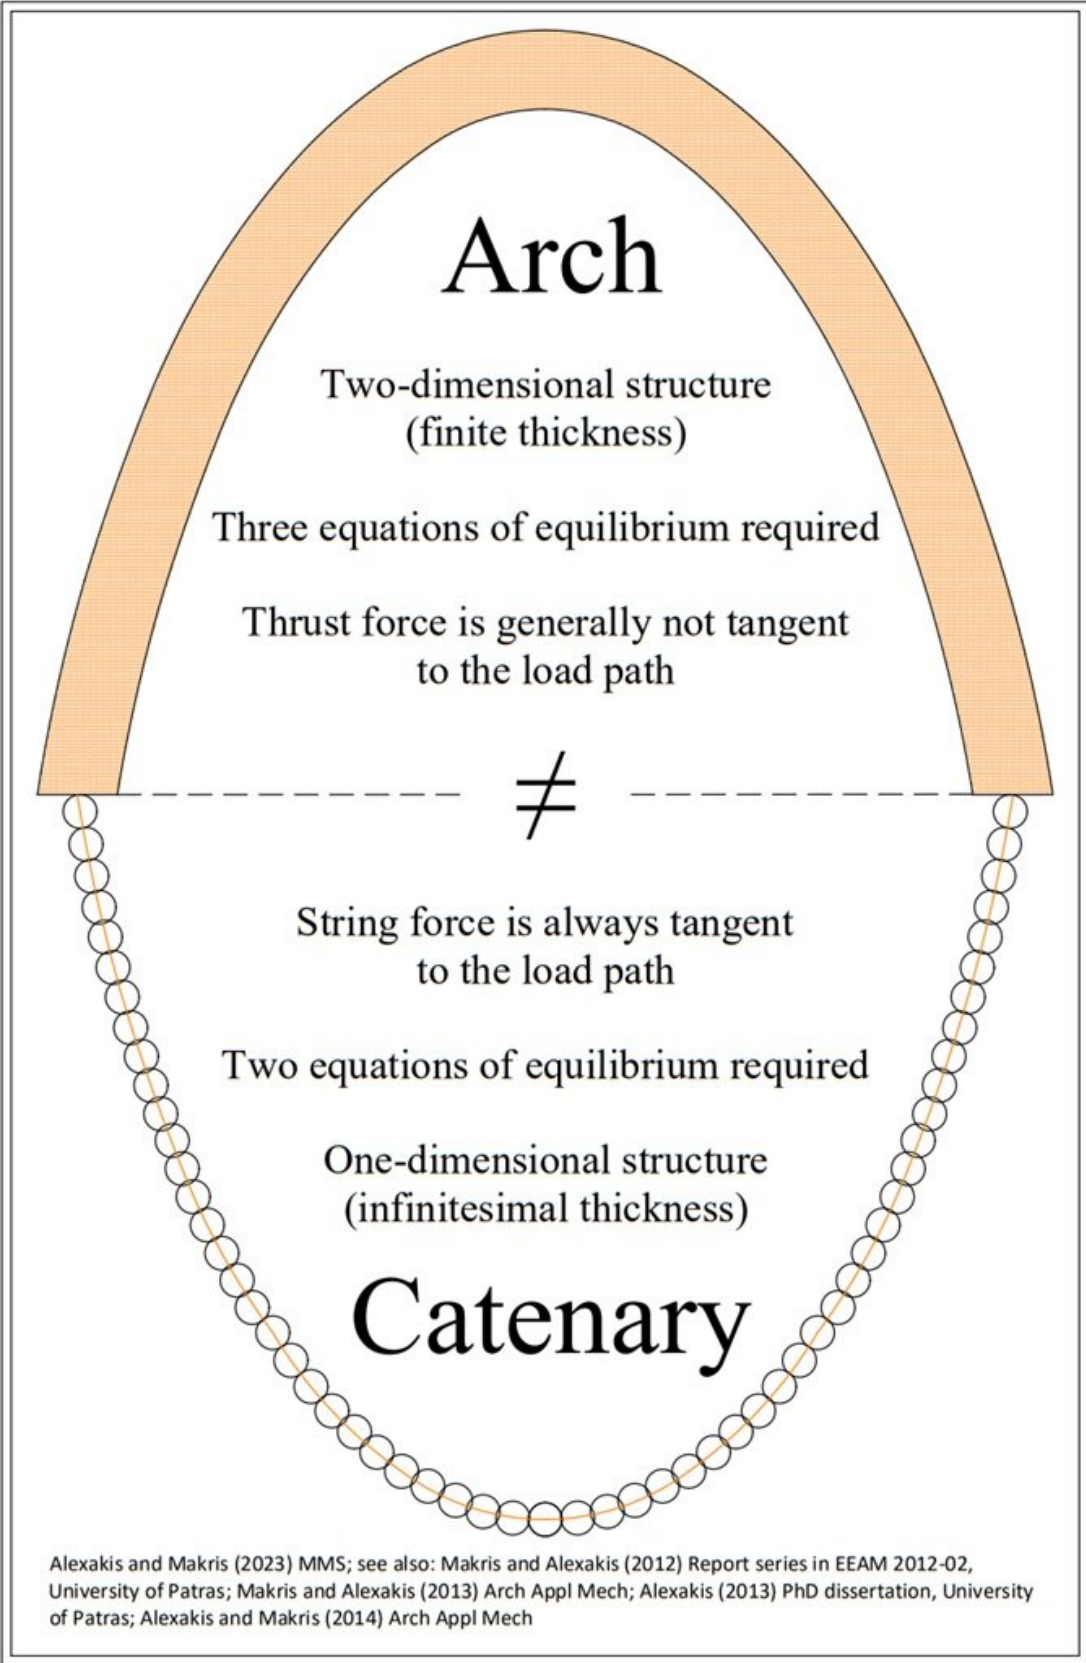 Arch
Two-dimensional structure
(finite thickness)
Three equations of equilibrium required
Thrust force is generally not tangent
to the load path
≠
String force is always tangent
to the load path
Two equations of equilibrium required
One-dimensional structure
(infinitesimal thickness)
Catenary
Alexakis and Makris (2023) MMS; see also: Makris and Alexakis (2012) Report series in EEAM 2012-02,
University of Patras; Makris and Alexakis (2013) Arch Appl Mech; Alexakis (2013) PhD dissertation, University
of Patras; Alexakis and Makris (2014) Arch Appl Mech